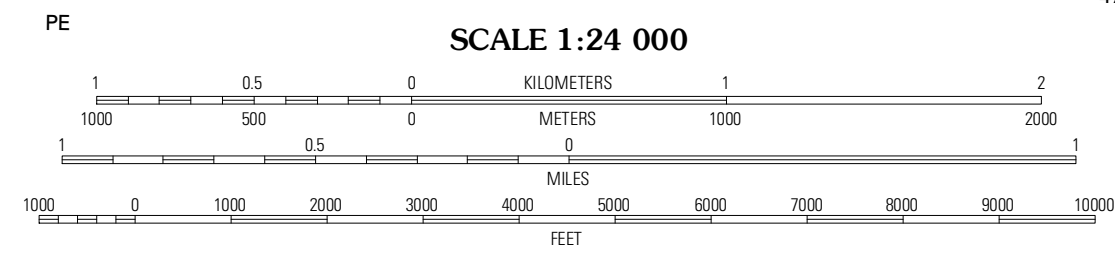 PE
SCALE 1:24 000
1 0.5 0 KILOMETERS 1 2
1000 500 0 METERS 1000 2000
1 0.5 0 1
MILES
1000 0 1000 2000 3000 4000 5000 6000 7000 8000 9000 10000
FEET